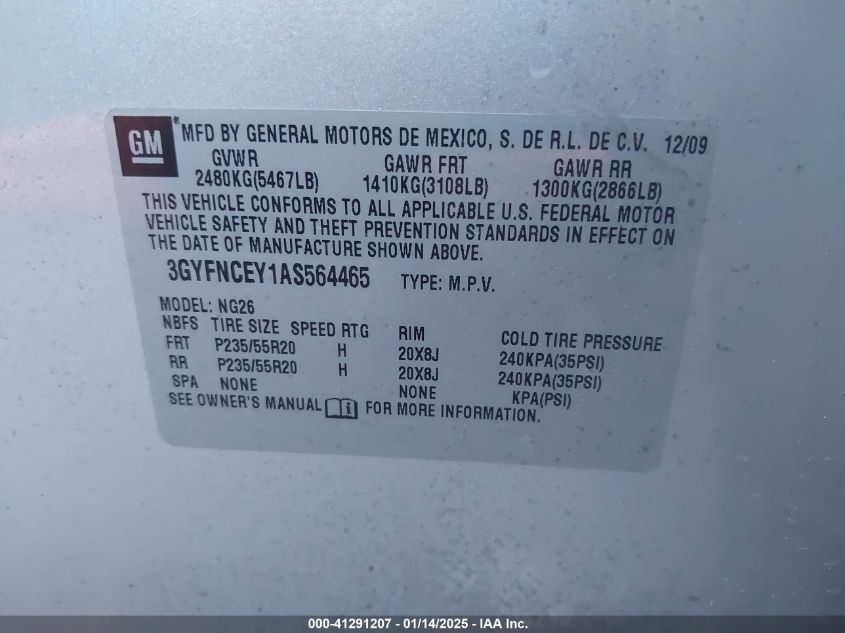 GM ® MFD BY GENERAL MOTORS DE MEXICO, S. DE R.L. DE C.V. 12/09
GVWR GAWR FRT GAWR RR
2480KG(5467LB) 1410KG(3108LB) 1300KG(2866LB)
THIS VEHICLE CONFORMS TO ALL APPLICABLE U.S. FEDERAL MOTOR
VEHICLE SAFETY AND THEFT PREVENTION STANDARDS IN EFFECT ON
THE DATE OF MANUFACTURE SHOWN ABOVE.
3GYFNCEY1AS564465 TYPE: M.P.V.
MODEL: NG26
NBFS TIRE SIZE SPEED RTG RIM COLD TIRE PRESSURE
FRT P235/55R20 H 20X8J 240KPA(35PSI)
RR P235/55R20 H 20X8J 240KPA(35PSI)
SPA NONE NONE KPA(PSI)
SEE OWNER'S MANUAL FOR MORE INFORMATION.
000-41291207 - 01/14/2025 - IAA Inc.